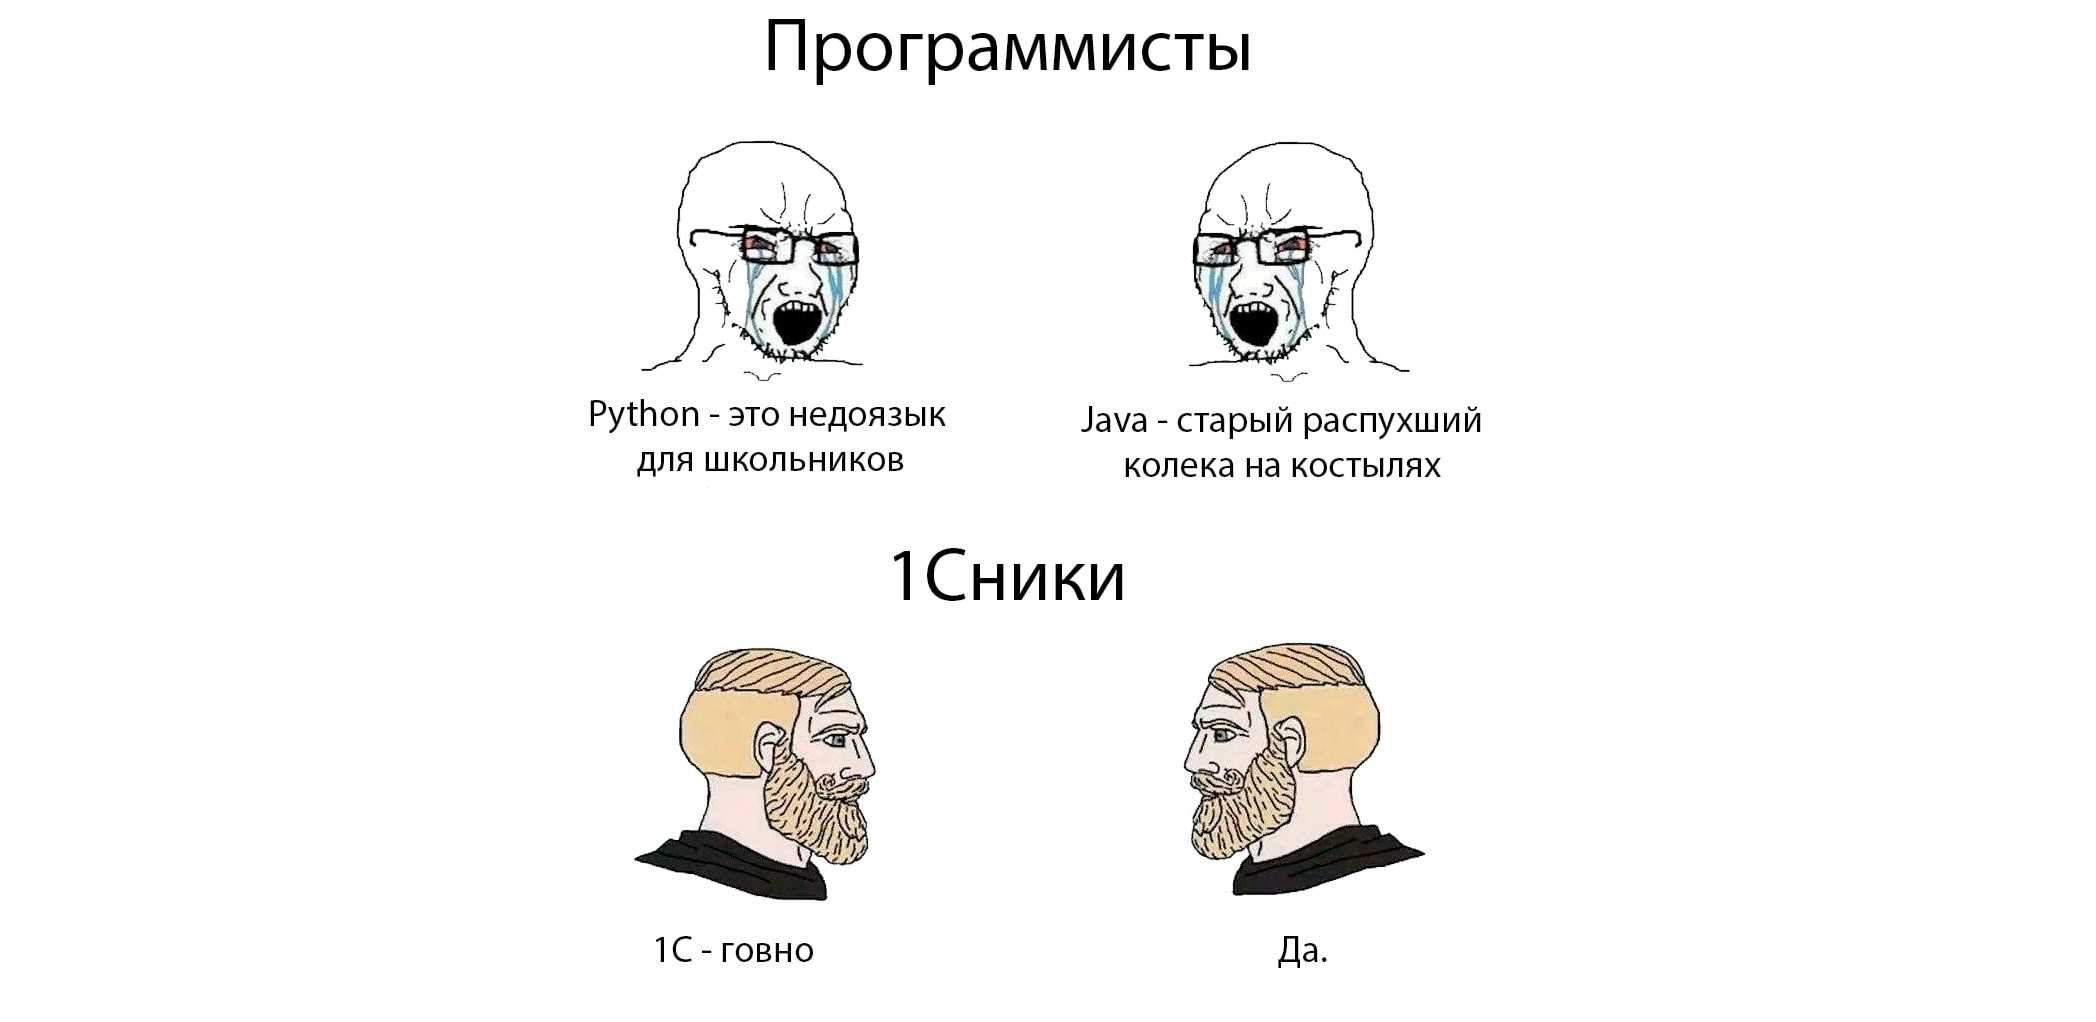 Программисты
Python - это недоязык
для школьников
Java - старый распухший
колека на костылях
1Сники
1С - говно
Да.